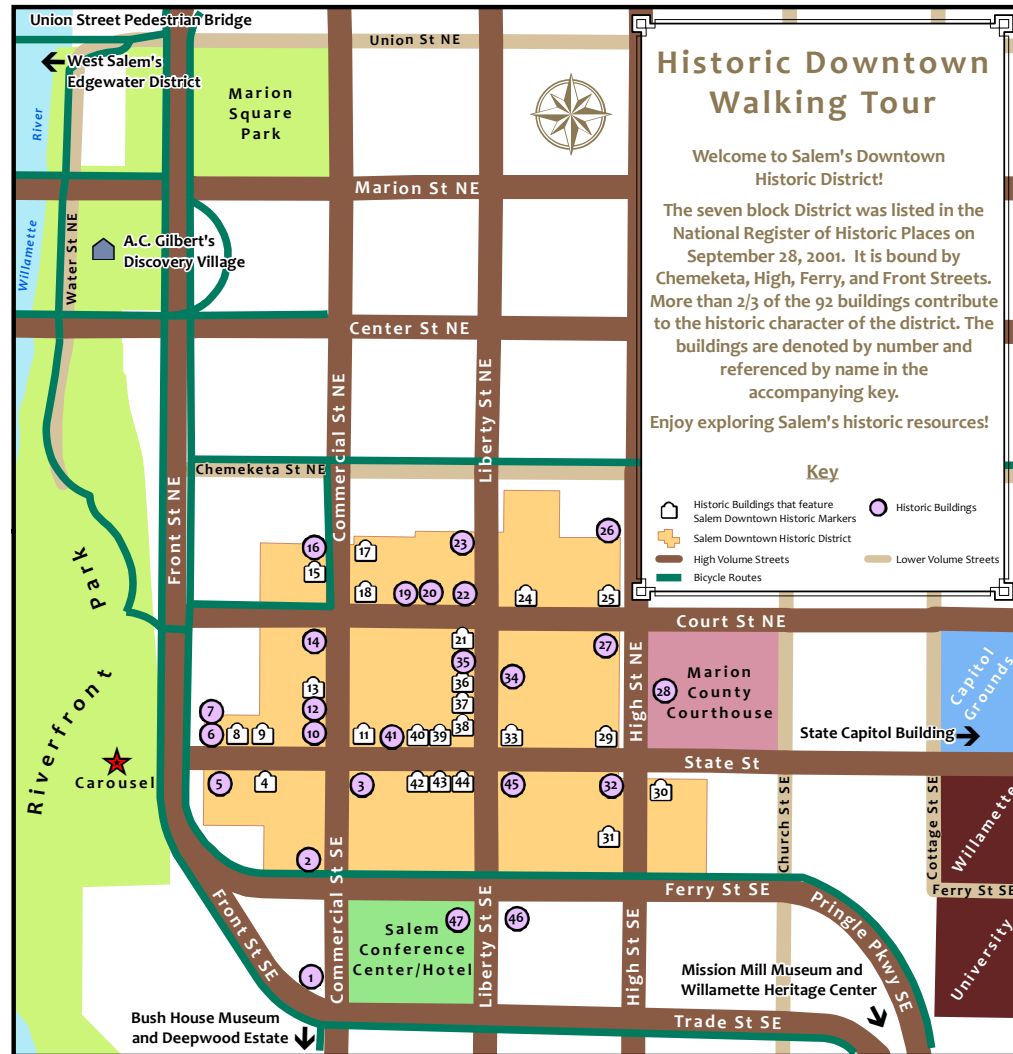 Union Street Pedestrian Bridge
Union St NE
West Salem's
Edgewater District
River
Marion
Square
Park
Historic Downtown
Walking Tour
Welcome to Salem's Downtown
Historic District!
The seven block District was listed in the
National Register of Historic Places on
September 28, 2001. It is bound by
Chemeketa, High, Ferry, and Front Streets.
More than 2/3 of the 92 buildings contribute
to the historic character of the district. The
buildings are denoted by number and
referenced by name in the
accompanying key.
Enjoy exploring Salem's historic resources!
Key
Historic Buildings that feature
Salem Downtown Historic Markers
Historic Buildings
Salem Downtown Historic District
High Volume Streets
Lower Volume Streets
Bicycle Routes
Marion St NE
Willamette
Water St NE
A.C. Gilbert's
Discovery Village
Center St NE
Commercial St NE
Liberty St NE
Chemeketa St NE
Front St NE
16
17
23
26
15
18
19
20
22
24
25
Court St NE
Riverfront Park
14
21
27
35
34
36
13
37
12
7
38
6
8
9
10
11
41
40
39
33
29
High St NE
28
Marion
County
Courthouse
Capitol
Grounds
State Capitol Building
State St
Carousel
5
4
3
42
43
44
45
32
30
31
2
Church St SE
Cottage St SE
Willamette
University
Ferry St SE
Ferry St SE
Pringle Pkwy SE
Front St SE
Commercial St SE
Liberty St SE
High St SE
47
46
Salem
Conference
Center/Hotel
1
Mission Mill Museum and
Willamette Heritage Center
Bush House Museum
and Deepwood Estate
Trade St SE